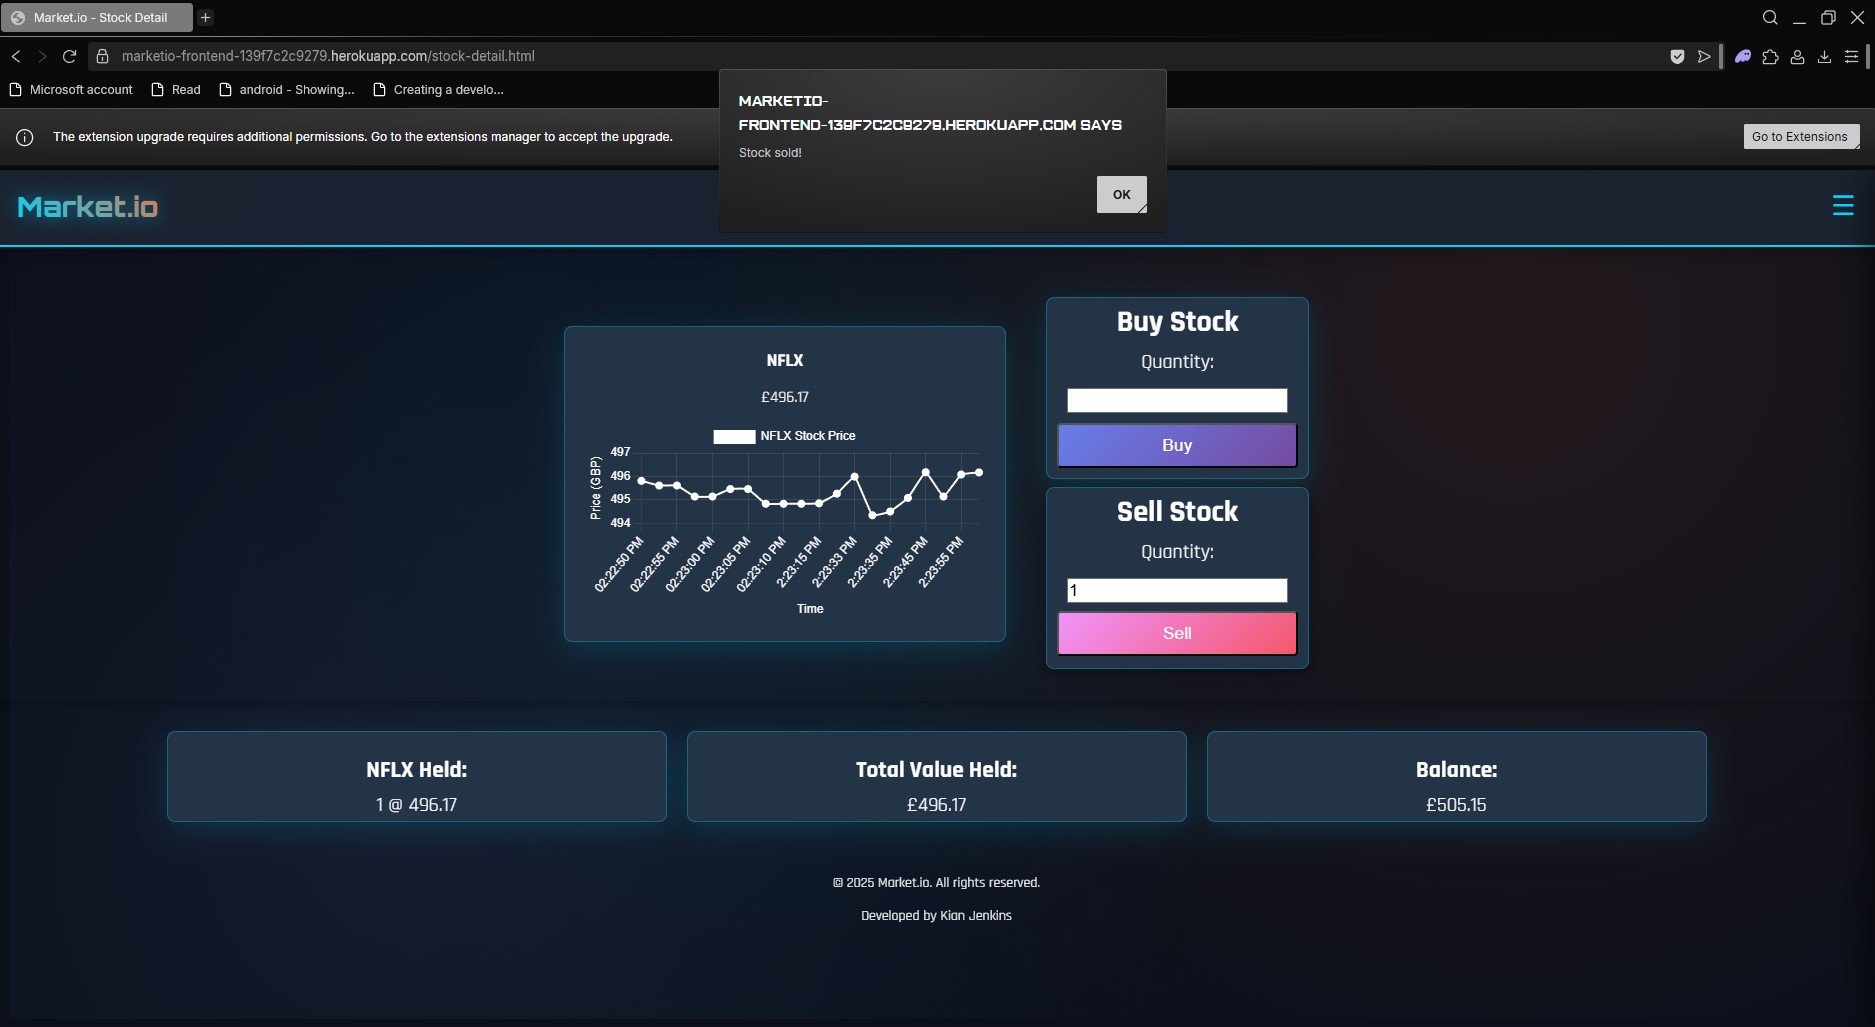 Market.io - Stock Detail
marketio-frontend-139f7c2c9279.herokuapp.com/stock-detail.html
Microsoft account
Read
android - Showing...
Creating a develo...
The extension upgrade requires additional permissions. Go to the extensions manager to accept the upgrade.
Go to Extensions
MARKETIO-
FRONTEND-139F7C2C9279.HEROKUAPP.COM SAYS
Stock sold!
OK
Market.io
NFLX
£496.17
NFLX Stock Price
497
496
495
494
Price (GBP)
02:22:50 PM
02:22:55 PM
02:23:00 PM
02:23:05 PM
02:23:10 PM
2:23:15 PM
2:23:33 PM
2:23:35 PM
2:23:45 PM
2:23:55 PM
Time
Buy Stock
Quantity:
Buy
Sell Stock
Quantity:
1
Sell
NFLX Held:
1 @ 496.17
Total Value Held:
£496.17
Balance:
£505.15
© 2025 Market.io. All rights reserved.
Developed by Kian Jenkins